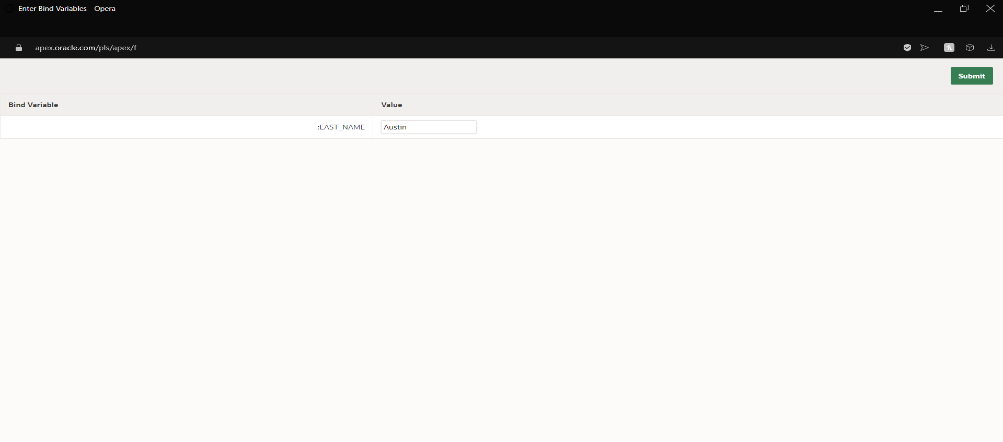 Enter Bind Variables Opera
apex.oracle.com/pls/apex/f
Submit
Bind Variable Value
:LAST_NAME Austin